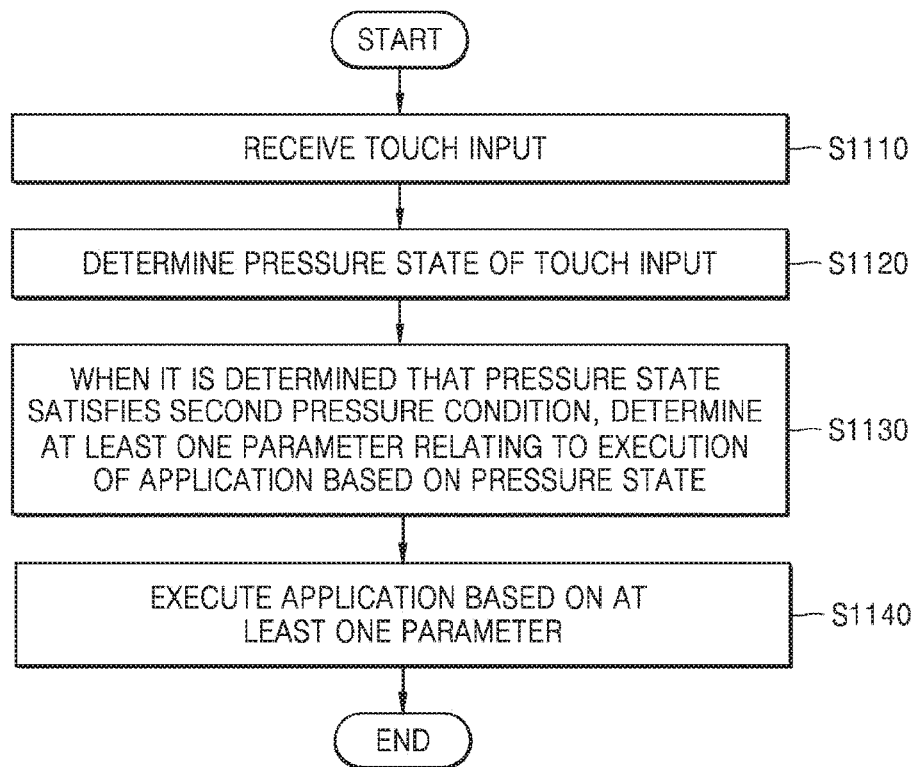 START
RECEIVE TOUCH INPUT
S1110
DETERMINE PRESSURE STATE OF TOUCH INPUT
S1120
WHEN IT IS DETERMINED THAT PRESSURE STATE
SATISFIES SECOND PRESSURE CONDITION, DETERMINE
AT LEAST ONE PARAMETER RELATING TO EXECUTION
OF APPLICATION BASED ON PRESSURE STATE
S1130
EXECUTE APPLICATION BASED ON AT
LEAST ONE PARAMETER
S1140
END